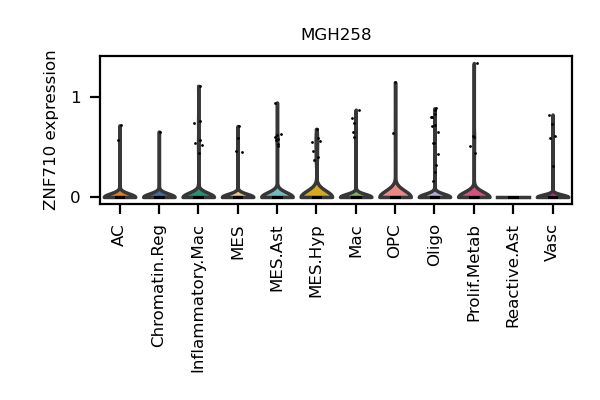 MGH258
ZNF710 expression
1
0
AC
Chromatin.Reg
Inflammatory.Mac
MES
MES.Ast
MES.Hyp
Mac
OPC
Oligo
Prolif.Metab
Reactive.Ast
Vasc